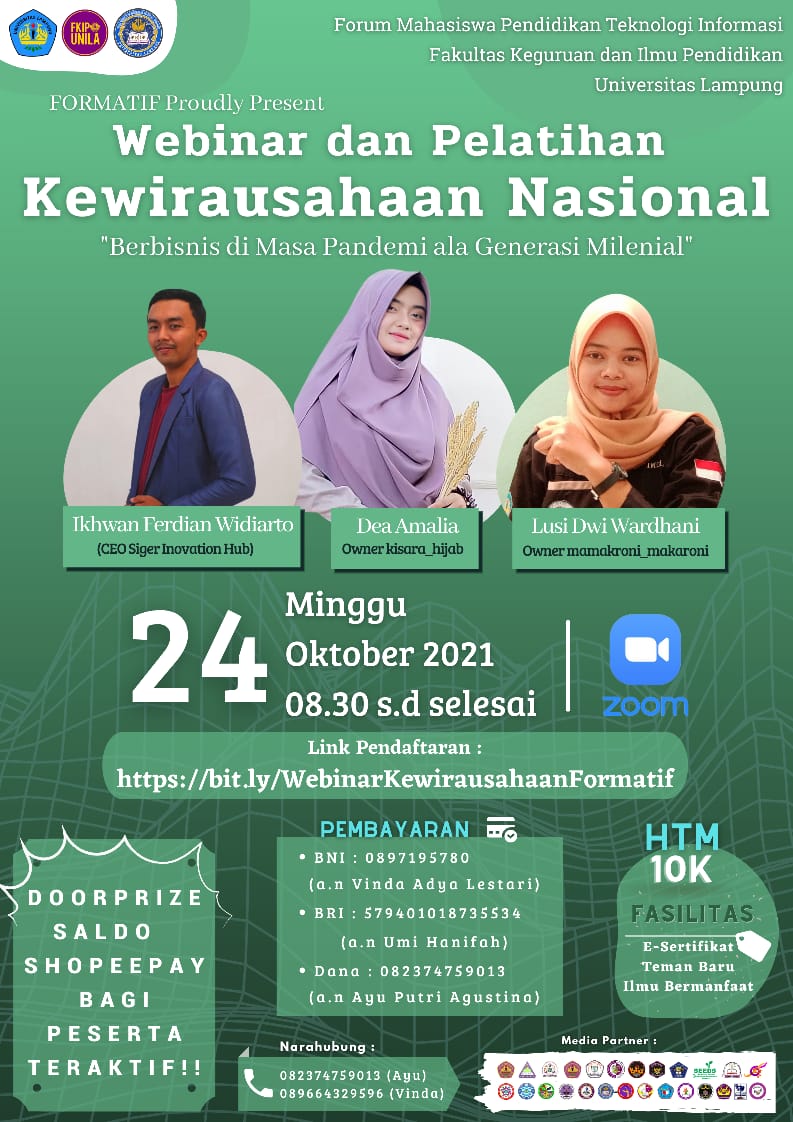 FKIP
UNILA
Forum Mahasiswa Pendidikan Teknologi Informasi
Fakultas Keguruan dan Ilmu Pendidikan
Universitas Lampung
FORMATIF Proudly Present
Webinar dan Pelatihan
Kewirausahaan Nasional
"Berbisnis di Masa Pandemi ala Generasi Milenial"
Ikhwan Ferdian Widiarto
(CEO Siger Inovation Hub)
Dea Amalia
Owner kisara_hijab
Lusi Dwi Wardhani
Owner mamakroni_makaroni
24
Minggu
Oktober 2021
08.30 s.d selesai
zoom
Link Pendaftaran :
https://bit.ly/WebinarKewirausahaanFormatif
DOORPRIZE
SALDO
SHOPEEPAY
BAGI
PESERTA
TERAKTIF!!
PEMBAYARAN
• BNI : 0897195780
(a.n Vinda Adya Lestari)
• BRI : 579401018735534
(a.n Umi Hanifah)
• Dana : 082374759013
(a.n Ayu Putri Agustina)
HTM
10K
FASILITAS
E-Sertifikat
Teman Baru
Ilmu Bermanfaat
Narahubung :
082374759013 (Ayu)
089664329596 (Vinda)
Media Partner :
SEEDS